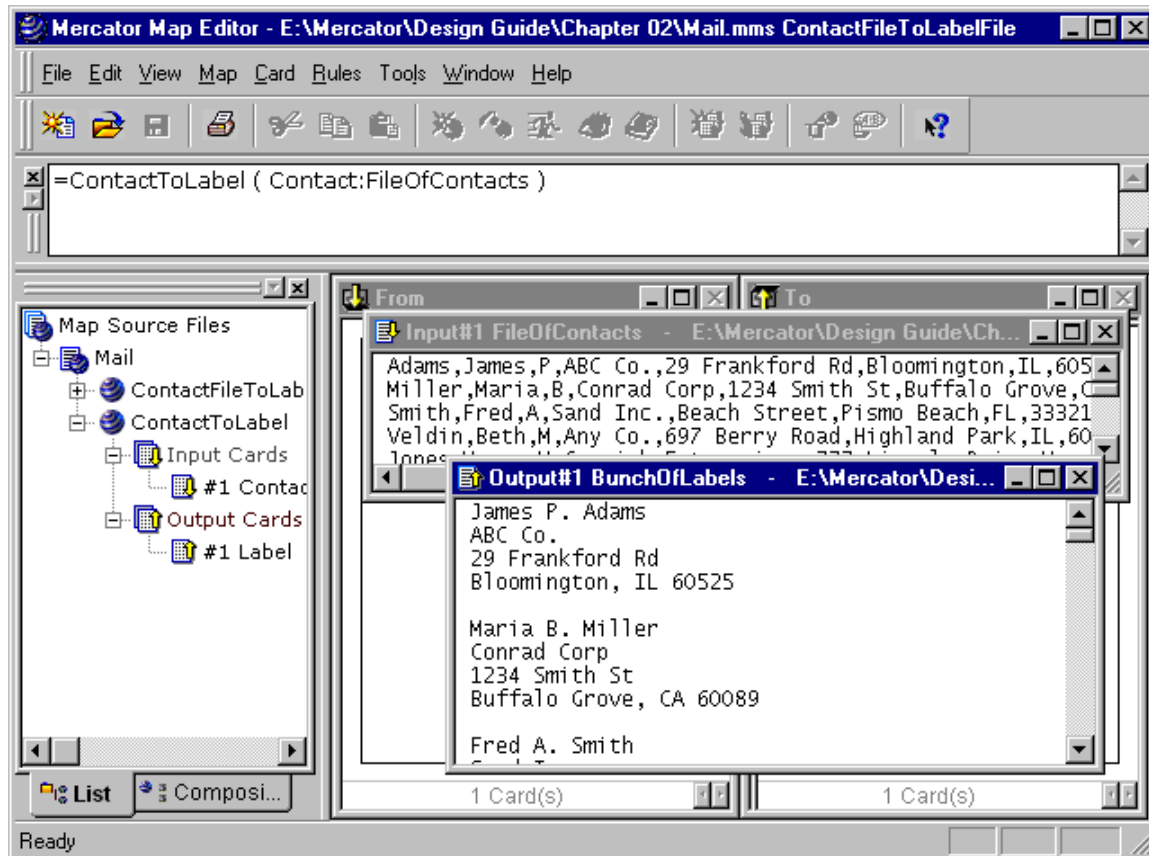 Mercator Map Editor - E:\Mercator\Design Guide\Chapter 02\Mail.mms ContactFileToLabelFile
File Edit View Map Card Rules Tools Window Help
=ContactToLabel ( Contact:FileOfContacts )
Map Source Files
Mail
ContactFileToLab
ContactToLabel
Input Cards
#1 Contac
Output Cards
#1 Label
List Composi...
From
To
Input#1 FileOfContacts - E:\Mercator\Design Guide\Ch...
Adams,James,P,ABC Co.,29 Frankford Rd,Bloomington,IL,605
Miller,Maria,B,Conrad Corp,1234 Smith St,Buffalo Grove,C
Smith,Fred,A,Sand Inc.,Beach Street,Pismo Beach,FL,33321
Veldin,Beth,M,Any Co.,697 Berry Road,Highland Park,IL,60
Output#1 BunchOfLabels - E:\Mercator\Desi...
James P. Adams
ABC Co.
29 Frankford Rd
Bloomington, IL 60525
Maria B. Miller
Conrad Corp
1234 Smith St
Buffalo Grove, CA 60089
Fred A. Smith
1 Card(s)
1 Card(s)
Ready